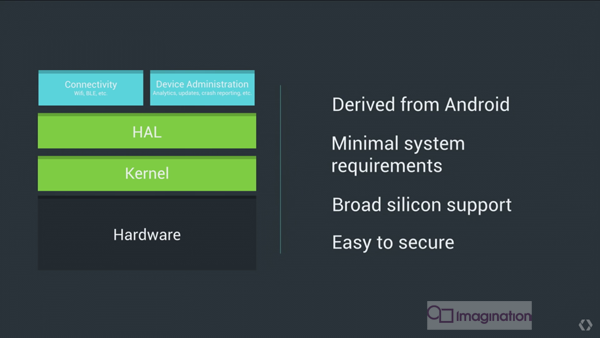 Connectivity
Wifi, BLE, etc.
Device Administration
Analytics, updates, crash reporting, etc.
HAL
Kernel
Hardware
Derived from Android
Minimal system
requirements
Broad silicon support
Easy to secure
Imagination